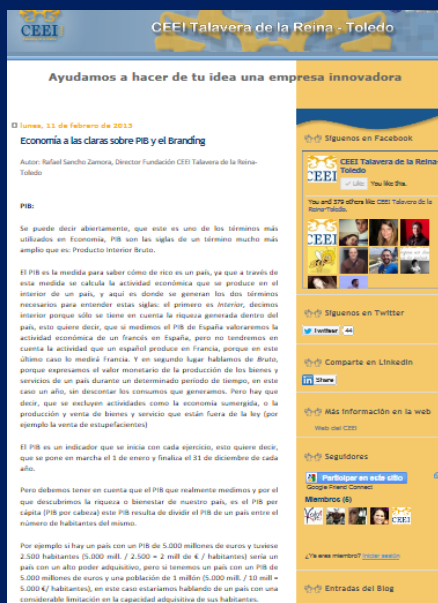 CEEI
CEEI Talavera de la Reina - Toledo
Ayudamos a hacer de tu idea una empresa innovadora
lunes, 11 de febrero de 2013
Economía a las claras sobre PIB y el Branding
Autor: Rafael Sancho Zamora, Director Fundación CEEI Talavera de la Reina-
Toledo
PIB:
Se puede decir abiertamente, que este es uno de los términos más
utilizados en Economía, PIB son las siglas de un término mucho más
amplio que es: Producto Interior Bruto.
El PIB es la medida para saber cómo de rico es un país, ya que a través de
esta medida se calcula la actividad económica que se produce en el
interior de un país, y aquí es donde se generan los dos términos
necesarios para entender estas siglas: el primero es Interior, decimos
interior porque sólo se tiene en cuenta la riqueza generada dentro del
país, esto quiere decir, que si medimos el PIB de España valoraremos la
actividad económica de un francés en España, pero no tendremos en
cuenta la actividad que un español produce en Francia, porque en este
último caso lo medirá Francia. Y en segundo lugar hablamos de Bruto,
porque expresamos el valor monetario de la producción de los bienes y
servicios de un país durante un determinado periodo de tiempo, en este
caso un año, sin descontar los consumos que generamos. Pero hay que
decir, que se excluyen actividades como la economía sumergida, o la
producción y venta de bienes y servicio que están fuera de la ley (por
ejemplo la venta de estupefacientes)
El PIB es un indicador que se inicia con cada ejercicio, esto quiere decir,
que se pone en marcha el 1 de enero y finaliza el 31 de diciembre de cada
año.
Pero debemos tener en cuenta que el PIB que realmente medimos y por el
que descubrimos la riqueza o bienestar de nuestro país, es el PIB per
cápita (PIB por cabeza) este PIB resulta de dividir el PIB de un país entre el
número de habitantes del mismo.
Por ejemplo si hay un país con un PIB de 5.000 millones de euros y tuviese
2.500 habitantes (5.000 mill. / 2.500 = 2 mill de € / habitantes) sería un
país con un alto poder adquisitivo, pero si tenemos un país con un PIB de
5.000 millones de euros y una población de 1 millón (5.000 mill. / 10 mill =
5.000 €/ habitantes), en este caso estaríamos hablando de un país con una
considerable limitación en la capacidad adquisitiva de sus habitantes.
Síguenos en Facebook
CEEI
CEEI Talavera de la Reina-
Toledo
Like You like this.
You and 379 others like CEEI Talavera de la
Reina-Toledo.
CEEI
Síguenos en Twitter
Twittear 44
Comparte en LinkedIn
in Share
Más información en la web
Web del CEEI
Seguidores
Participar en este sitio
Google Friend Connect
Miembros (6)
CEEI
¿Ya eres miembro? Iniciar sesión
Entradas del Blog